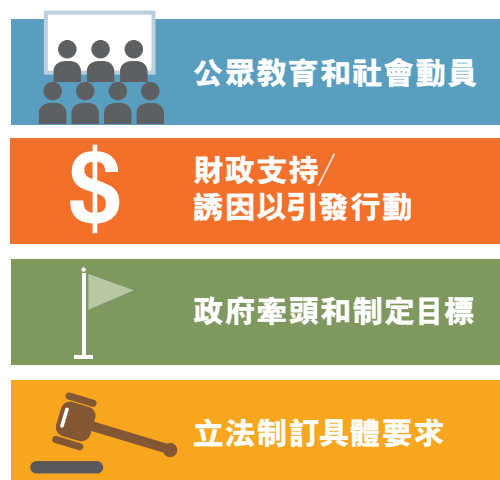 公眾教育和社會動員
$
財政支持/
誘因以引發行動
政府牽頭和制定目標
立法制訂具體要求